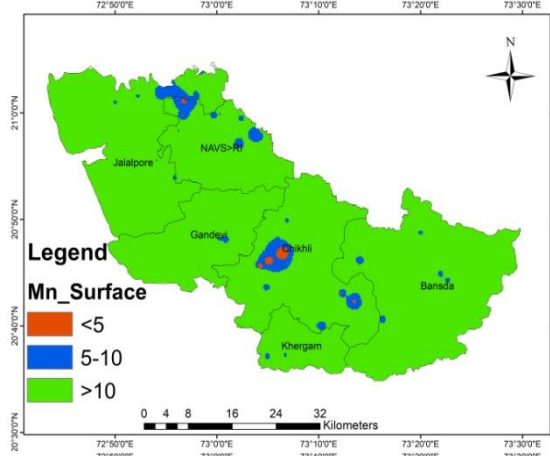 72°50'0"E 73°0'0"E 73°10'0"E 73°20'0"E 73°30'0"E
N
21°0'0"N
NAVS>RI
Jalalpore
20°50'0"N
Gandevi
Chikhli
Legend
Bansda
Mn_Surface
<5
20°40'0"N
5-10
Khergam
>10
0 4 8 16 24 32
Kilometers
20°30'0"N
72°50'0"E 73°0'0"E 73°10'0"E 73°20'0"E 73°30'0"E